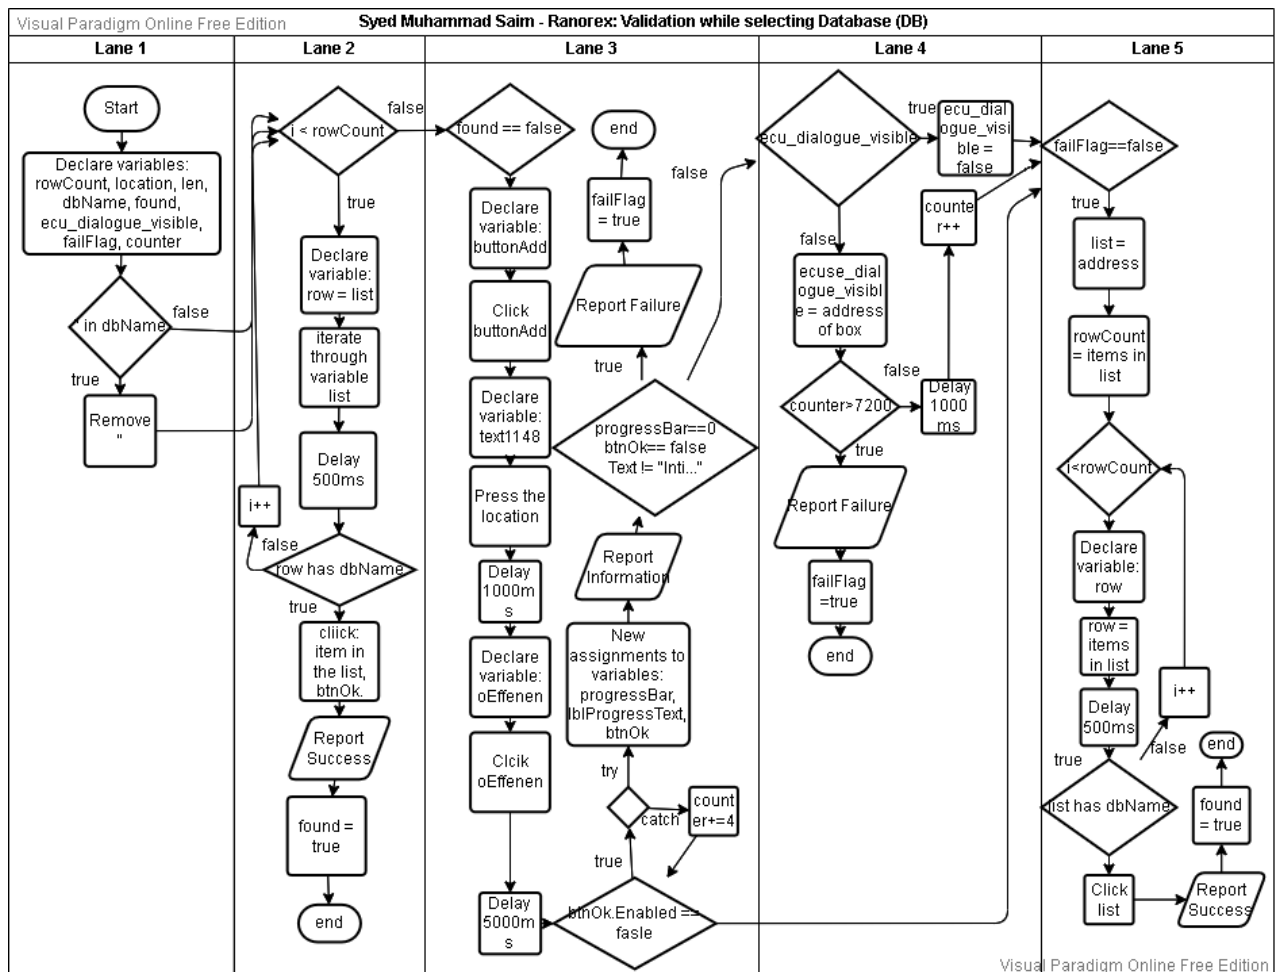 Visual Paradigm Online Free Edition
Syed Muhammad Saim - Ranorex: Validation while selecting Database (DB)
Lane 1
Lane 2
Lane 3
Lane 4
Lane 5
Start
Declare variables:
rowCount, location, len,
dbName, found,
ecu_dialogue_visible,
failFlag, counter
" in dbName
false
true
Remove
"
i < rowCount
false
true
Declare
variable:
row = list
iterate
through
variable
list
Delay
500ms
i++
false
row has dbName
true
cliick:
item in
the list,
btnOk.
Report
Success
found =
true
end
found == false
Declare
variable:
buttonAdd
Click
buttonAdd
Declare
variable:
text1148
Press the
location
Delay
1000m
s
Declare
variable:
oEffenen
Clcik
oEffenen
Delay
5000m
s
end
failFlag
= true
Report Failure
true
false
progressBar==0
btnOk== false
Text != "Inti..."
Report
Information
New
assignments to
variables:
progressBar,
lblProgressText,
btnOk
try
catch
count
er+=4
true
btnOk.Enabled ==
fasle
ecu_dialogue_visible
true
ecu_dial
ogue_visi
ble =
false
false
ecuse_dial
ogue_visibl
e = address
of box
counte
r++
counter>7200
false
Delay
1000
ms
true
Report Failure
failFlag
=true
end
failFlag==false
true
list =
address
rowCount
= items in
list
i<rowCount
Declare
variable:
row
row =
items
in list
Delay
500ms
i++
true
false
list has dbName
Click
list
Report
Success
found
= true
end
Visual Paradigm Online Free Edition